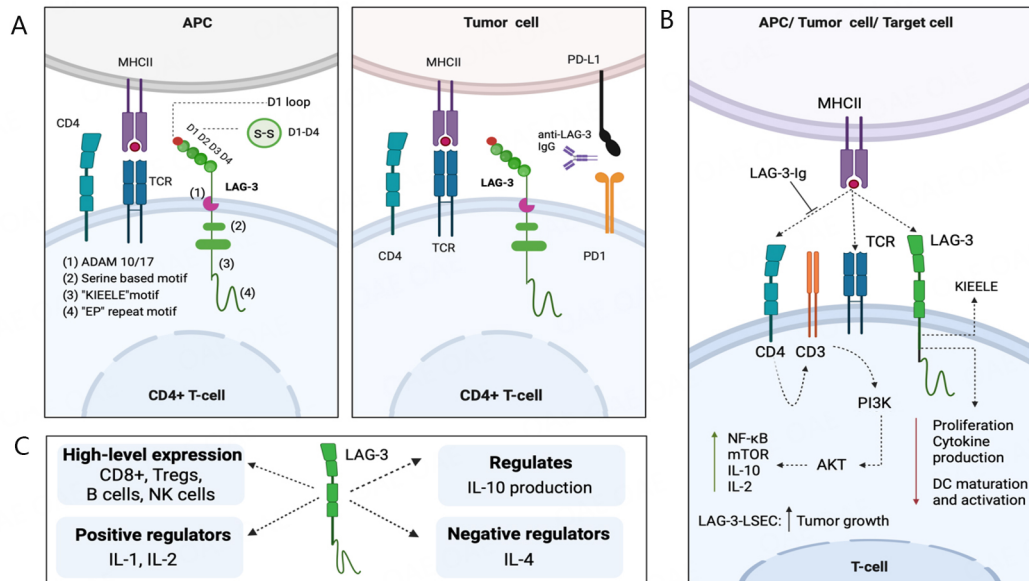 A
APC
MHCII
CD4
D1 loop
D1 D2 D3 D4
S-S
D1-D4
TCR
LAG-3
(1)
(2)
(3)
(4)
(1) ADAM 10/17
(2) Serine based motif
(3) "KIEELE"motif
(4) "EP" repeat motif
CD4+ T-cell
Tumor cell
MHCII
PD-L1
anti-LAG-3
IgG
LAG-3
CD4
TCR
PD1
CD4+ T-cell
B
APC/ Tumor cell/ Target cell
MHCII
LAG-3-Ig
TCR
LAG-3
KIEELE
CD4
CD3
PI3K
AKT
NF-κB
mTOR
IL-10
IL-2
Proliferation
Cytokine
production
DC maturation
and activation
LAG-3-LSEC:
Tumor growth
T-cell
C
High-level expression
CD8+, Tregs,
B cells, NK cells
LAG-3
Regulates
IL-10 production
Positive regulators
IL-1, IL-2
Negative regulators
IL-4